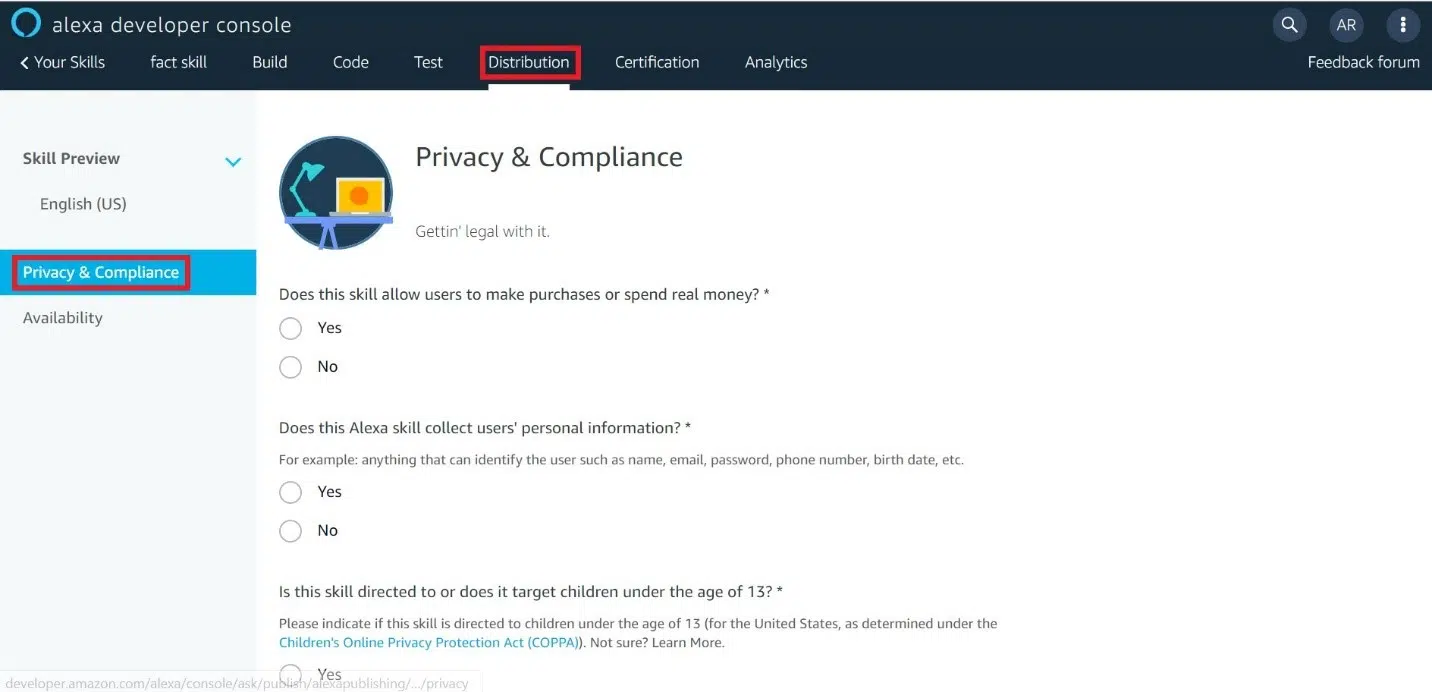 alexa developer console
AR
Your Skills
fact skill
Build
Code
Test
Distribution
Certification
Analytics
Feedback forum
Skill Preview
English (US)
Privacy & Compliance
Availability
Privacy & Compliance
Gettin' legal with it.
Does this skill allow users to make purchases or spend real money? *
Yes
No
Does this Alexa skill collect users' personal information? *
For example: anything that can identify the user such as name, email, password, phone number, birth date, etc.
Yes
No
Is this skill directed to or does it target children under the age of 13? *
Please indicate if this skill is directed to children under the age of 13 (for the United States, as determined under the
Children's Online Privacy Protection Act (COPPA)). Not sure? Learn More.
Yes
developer.amazon.com/alexa/console/ask/publish/alexapublishing/.../privacy